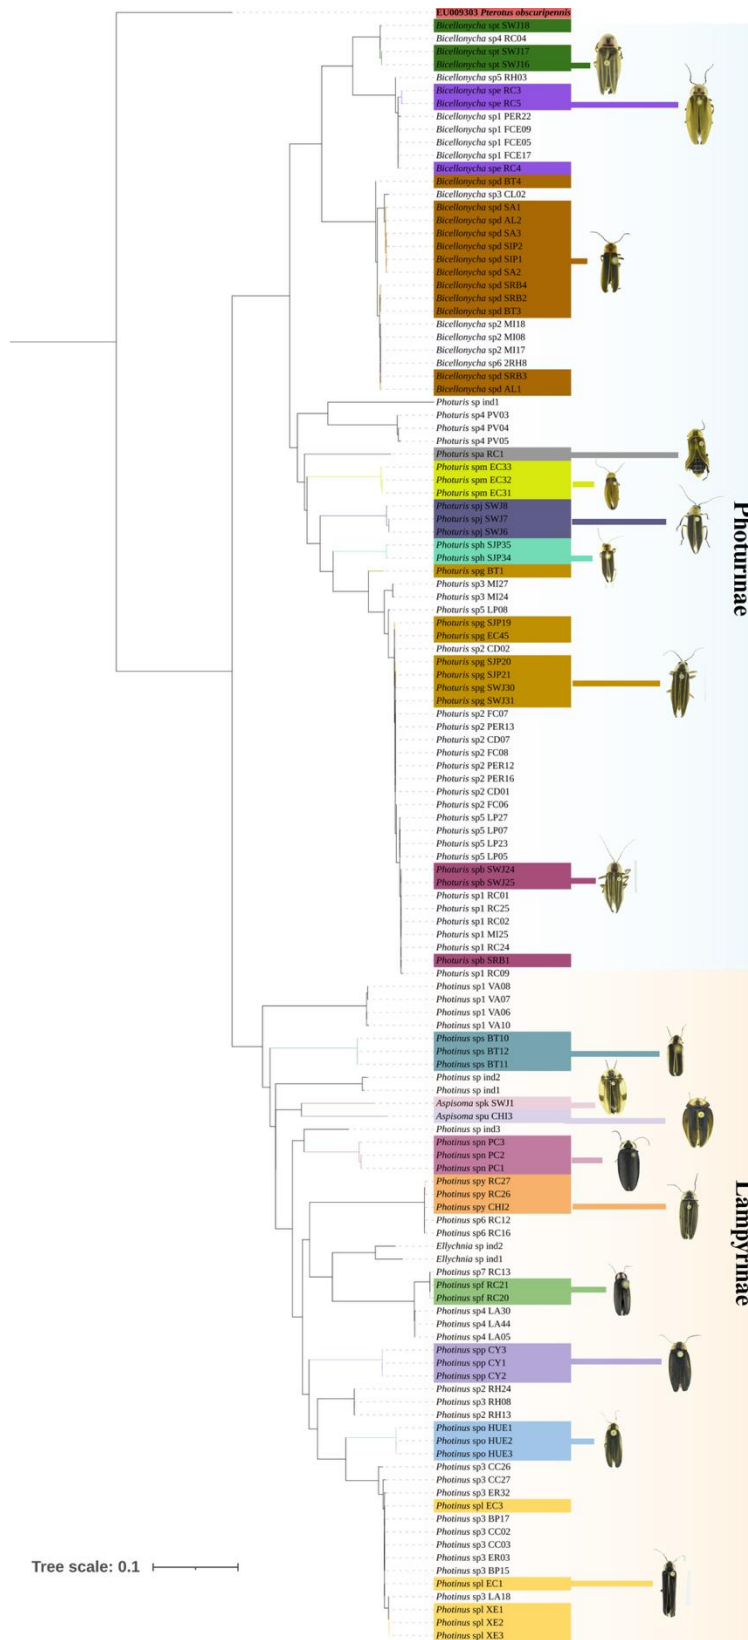 EU009303 Pterotus obscuripennis
Bicellonycha spt SWJ18
Bicellonycha sp4 RC04
Bicellonycha spt SWJ17
Bicellonycha spt SWJ16
Bicellonycha sp5 RH03
Bicellonycha spe RC3
Bicellonycha spe RC5
Bicellonycha sp1 PER22
Bicellonycha sp1 FCE09
Bicellonycha sp1 FCE05
Bicellonycha sp1 FCE17
Bicellonycha spe RC4
Bicellonycha spd BT4
Bicellonycha sp3 CL02
Bicellonycha spd SA1
Bicellonycha spd AL2
Bicellonycha spd SA3
Bicellonycha spd SIP2
Bicellonycha spd SIP1
Bicellonycha spd SA2
Bicellonycha spd SRB4
Bicellonycha spd SRB2
Bicellonycha spd BT3
Bicellonycha sp2 MI18
Bicellonycha sp2 MI08
Bicellonycha sp2 MI17
Bicellonycha sp6 2RH8
Bicellonycha spd SRB3
Bicellonycha spd AL1
Photuris sp ind1
Photuris sp4 PV03
Photuris sp4 PV04
Photuris sp4 PV05
Photuris spa RC1
Photuris spm EC33
Photuris spm EC32
Photuris spm EC31
Photuris spj SWJ8
Photuris spj SWJ7
Photuris spj SWJ6
Photuris sph SJP35
Photuris sph SJP34
Photuris spg BT1
Photuris sp3 MI27
Photuris sp3 MI24
Photuris sp5 LP08
Photuris spg SJP19
Photuris spg EC45
Photuris sp2 CD02
Photuris spg SJP20
Photuris spg SJP21
Photuris spg SWJ30
Photuris spg SWJ31
Photuris sp2 FC07
Photuris sp2 PER13
Photuris sp2 CD07
Photuris sp2 FC08
Photuris sp2 PER12
Photuris sp2 PER16
Photuris sp2 CD01
Photuris sp2 FC06
Photuris sp5 LP27
Photuris sp5 LP07
Photuris sp5 LP23
Photuris sp5 LP05
Photuris spb SWJ24
Photuris spb SWJ25
Photuris sp1 RC01
Photuris sp1 RC25
Photuris sp1 RC02
Photuris sp1 MI25
Photuris sp1 RC24
Photuris spb SRB1
Photuris sp1 RC09
Photurinae
Photinus sp1 VA08
Photinus sp1 VA07
Photinus sp1 VA06
Photinus sp1 VA10
Photinus sps BT10
Photinus sps BT12
Photinus sps BT11
Photinus sp ind2
Photinus sp ind1
Aspisoma spk SWJ1
Aspisoma spu CHI3
Photinus sp ind3
Photinus spn PC3
Photinus spn PC2
Photinus spn PC1
Photinus spy RC27
Photinus spy RC26
Photinus spy CHI2
Photinus sp6 RC12
Photinus sp6 RC16
Ellychnia sp ind2
Ellychnia sp ind1
Photinus sp7 RC13
Photinus spf RC21
Photinus spf RC20
Photinus sp4 LA30
Photinus sp4 LA44
Photinus sp4 LA05
Photinus spp CY3
Photinus spp CY1
Photinus spp CY2
Photinus sp2 RH24
Photinus sp3 RH08
Photinus sp2 RH13
Photinus spo HUE1
Photinus spo HUE2
Photinus spo HUE3
Photinus sp3 CC26
Photinus sp3 CC27
Photinus sp3 ER32
Photinus spl EC3
Photinus sp3 BP17
Photinus sp3 CC02
Photinus sp3 CC03
Photinus sp3 ER03
Photinus sp3 BP15
Photinus spl EC1
Photinus sp3 LA18
Photinus spl XE1
Photinus spl XE2
Photinus spl XE3
Lampyrinae
Tree scale: 0.1